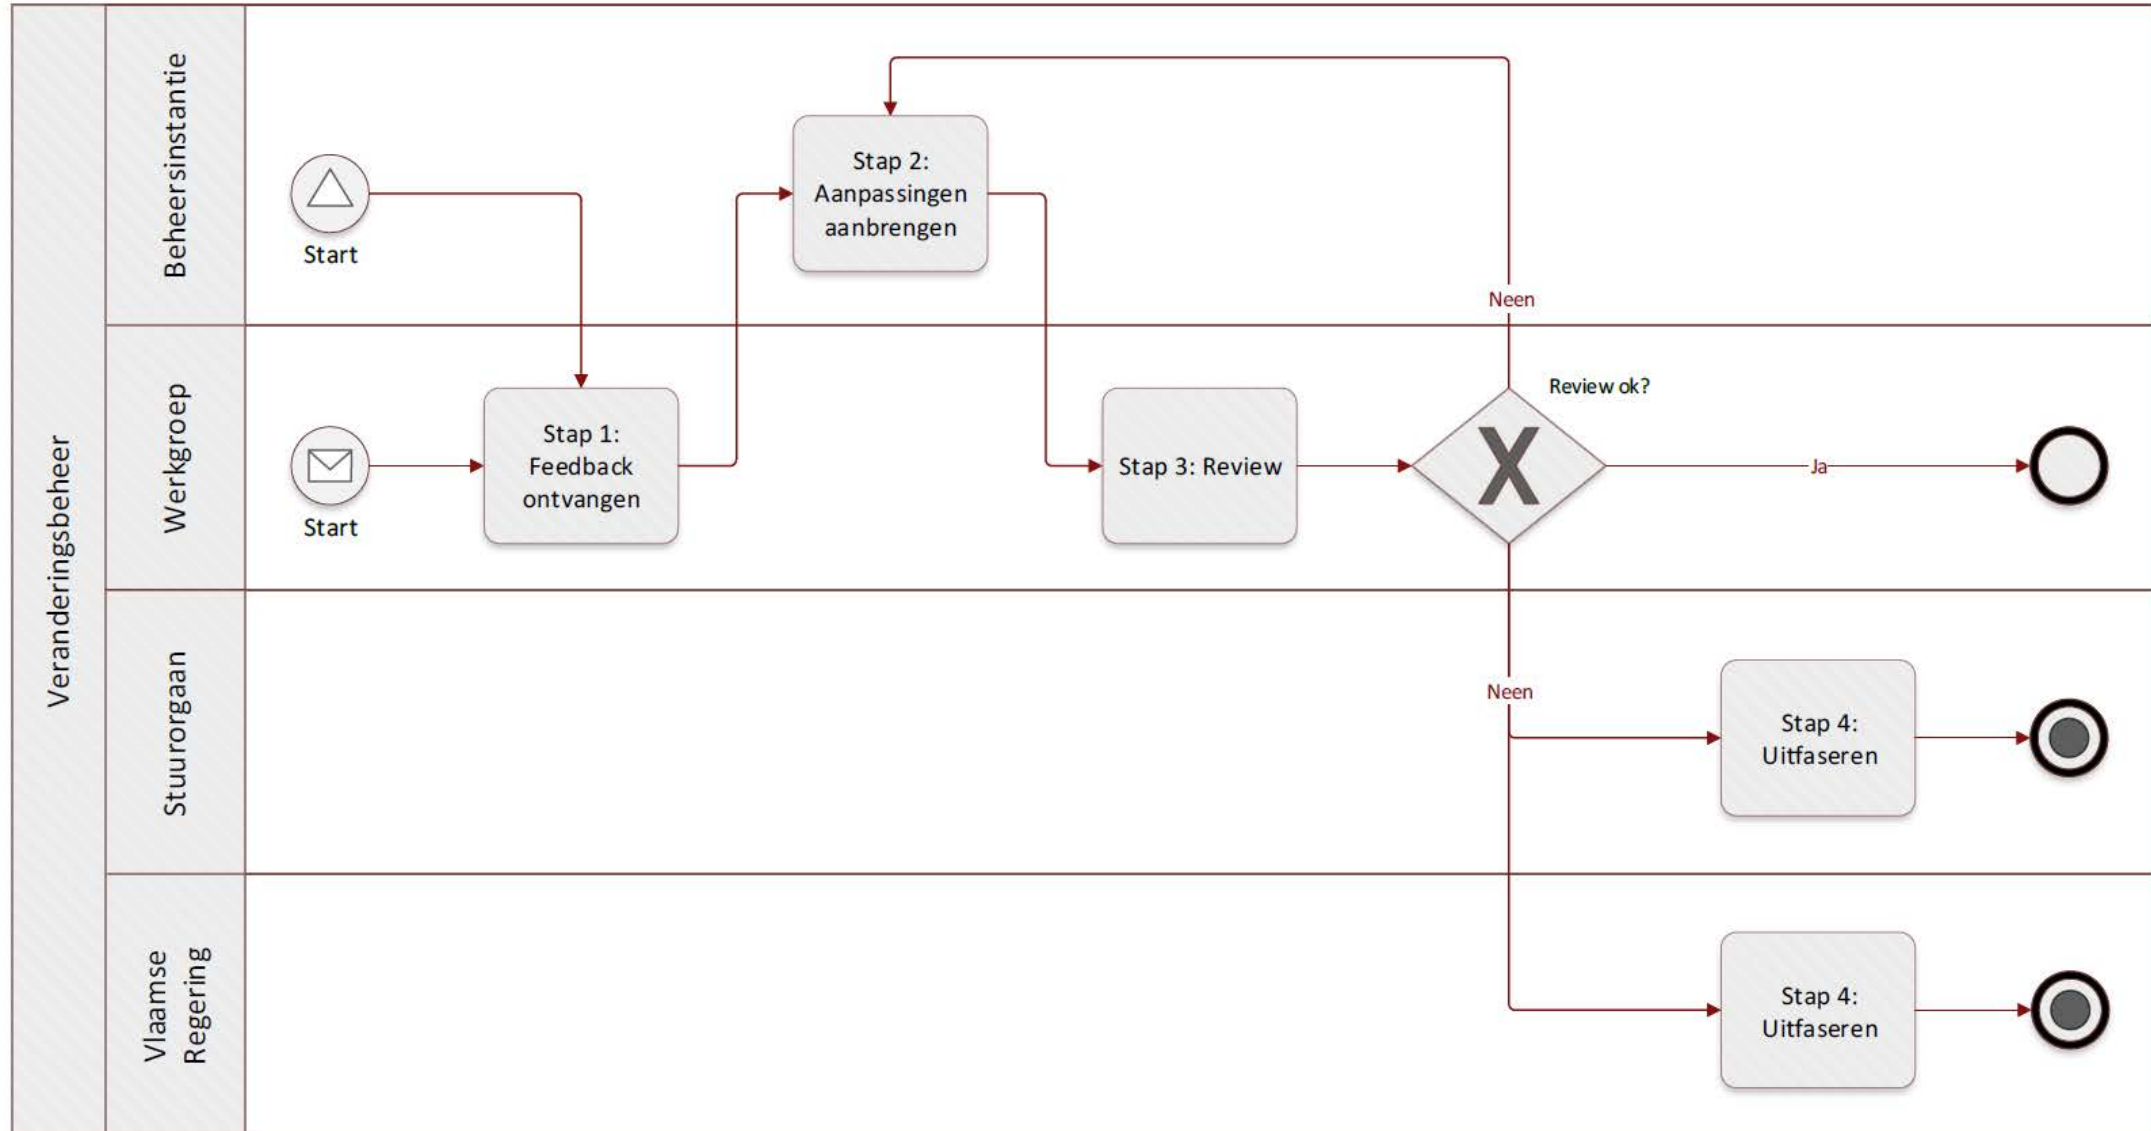 Veranderingsbeheer
Beheersinstantie
Start
Stap 2:
Aanpassingen
aanbrengen
Neen
Werkgroep
Start
Stap 1:
Feedback
ontvangen
Stap 3: Review
X
Review ok?
Ja
Stuurorgaan
Neen
Stap 4:
Uitfaseren
Vlaamse
Regering
Stap 4:
Uitfaseren